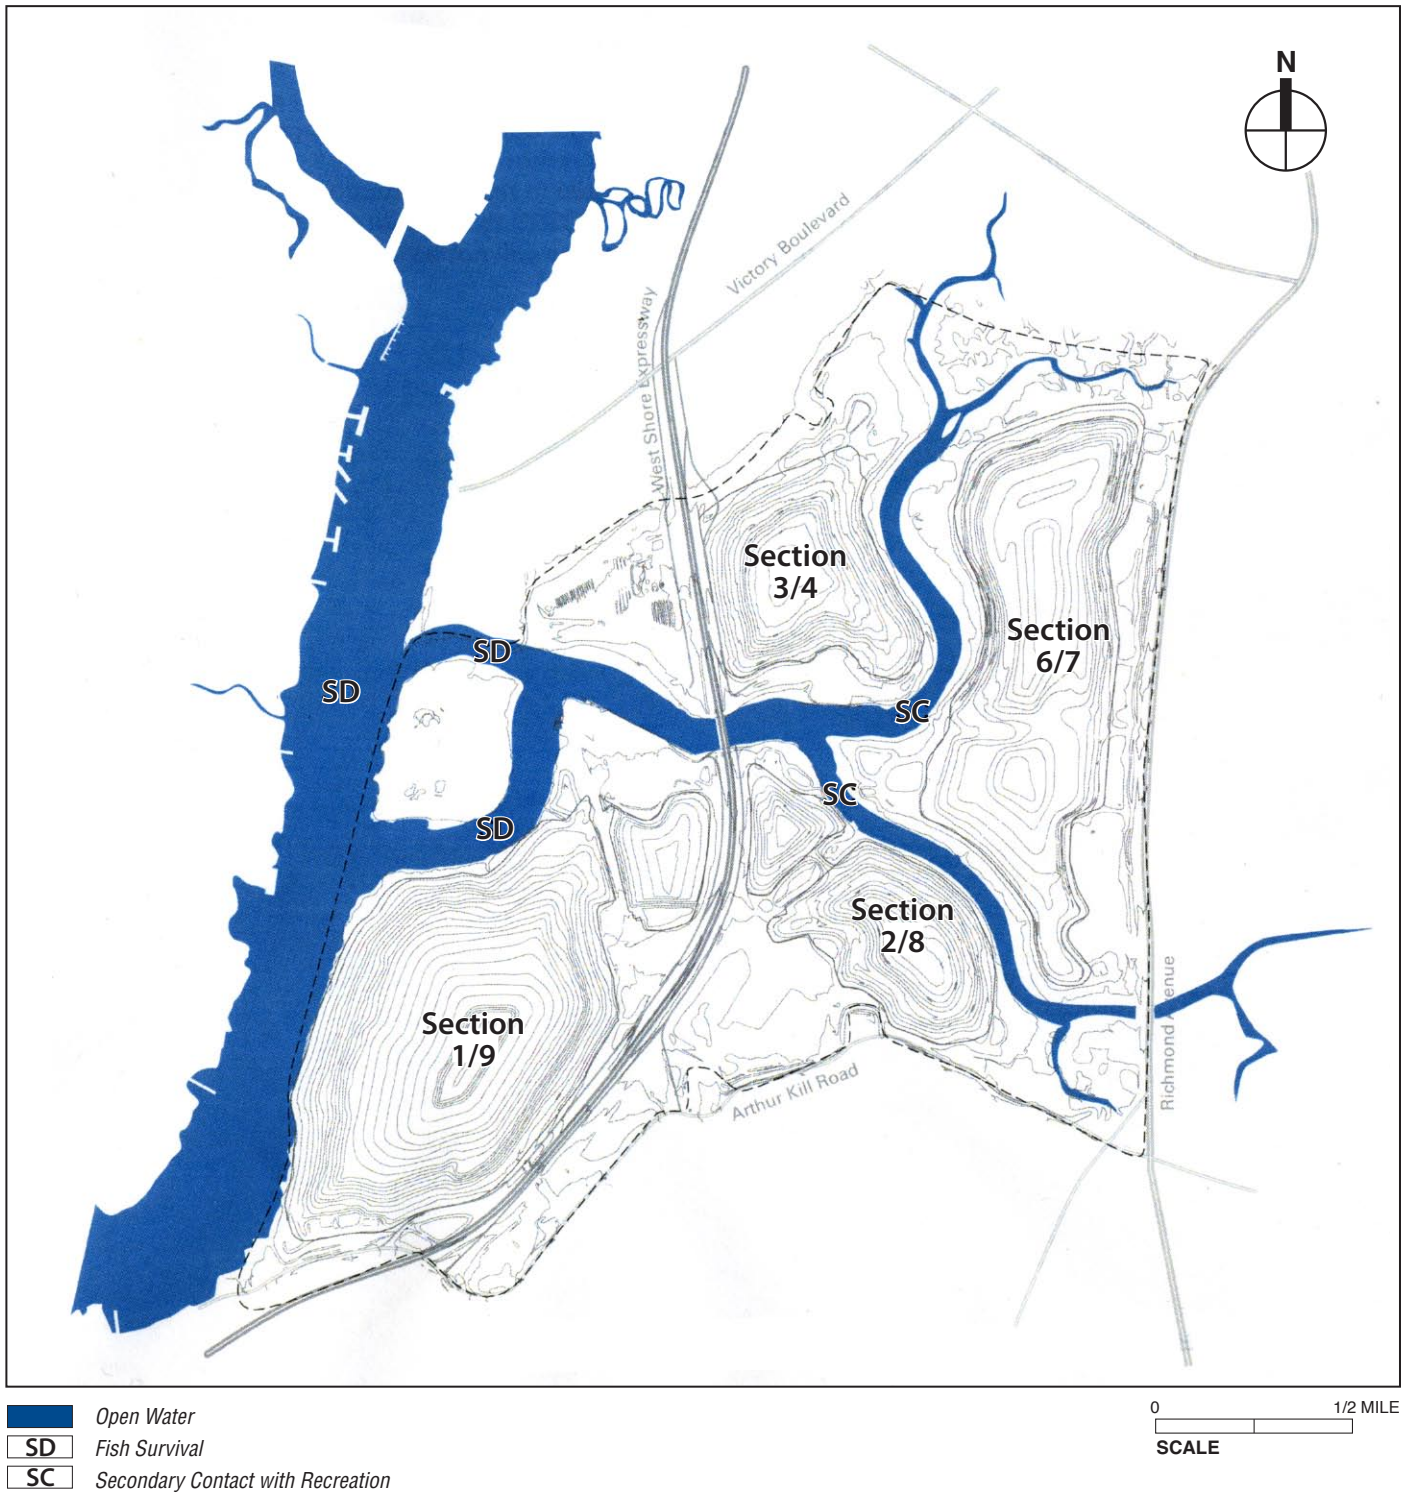 N
Victory Boulevard
West Shore Expressway
Section
3/4
Section
6/7
SD
SD
SC
SC
SD
Section
2/8
Section
1/9
Richmond
enue
Arthur Kill Road
Open Water
SD Fish Survival
SC Secondary Contact with Recreation
0 1/2 MILE
SCALE